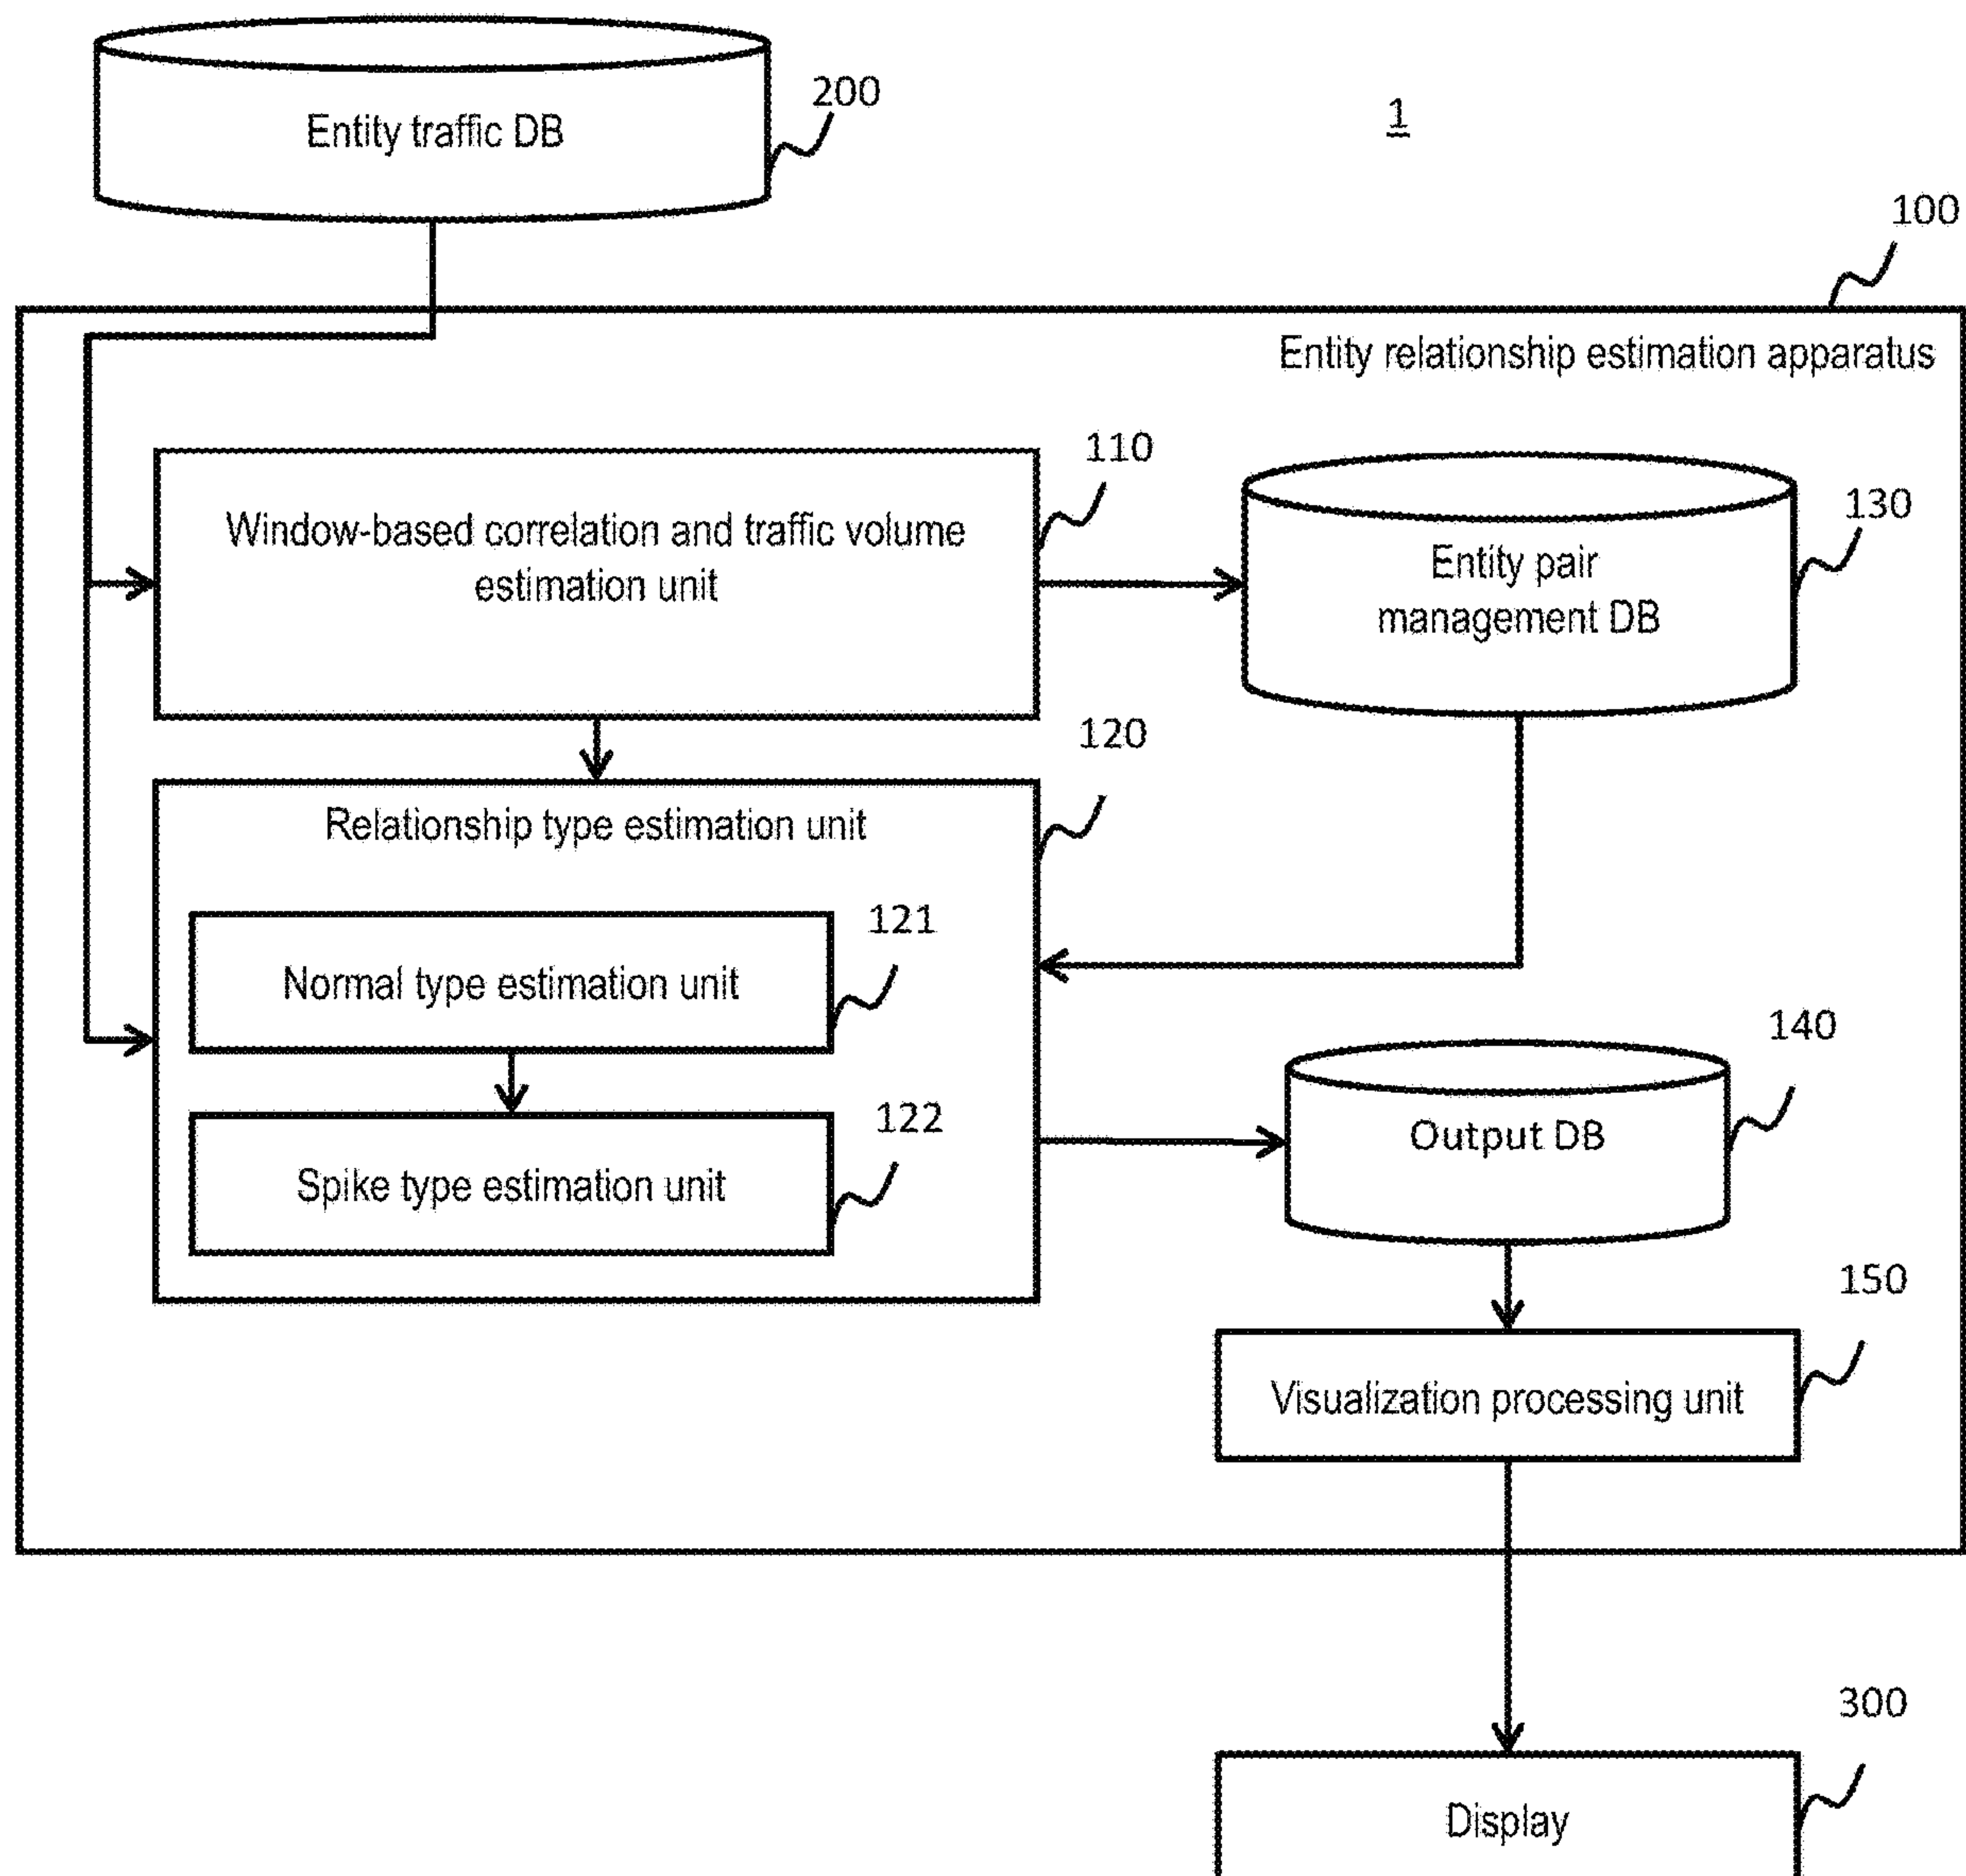 200
Entity traffic DB
1
100
Entity relationship estimation apparatus
110
Window-based correlation and traffic volume
estimation unit
130
Entity pair
management DB
120
Relationship type estimation unit
121
Normal type estimation unit
140
Output DB
122
Spike type estimation unit
150
Visualization processing unit
300
Display